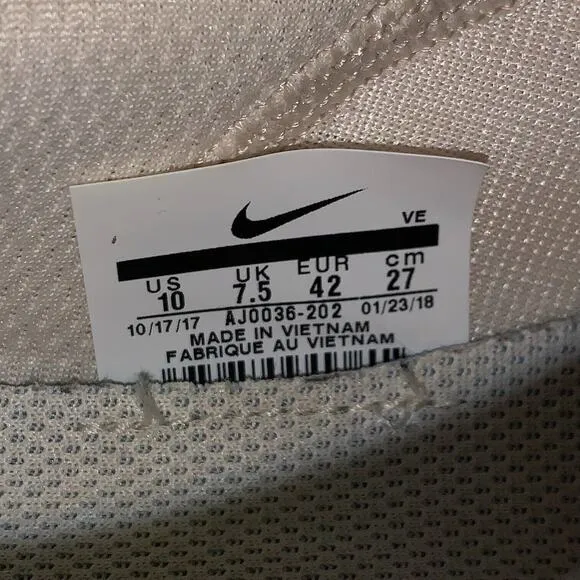 VE
US UK EUR cm
10 7.5 42 27
10/17/17 AJ0036-202 01/23/18
MADE IN VIETNAM
FABRIQUE AU VIETNAM